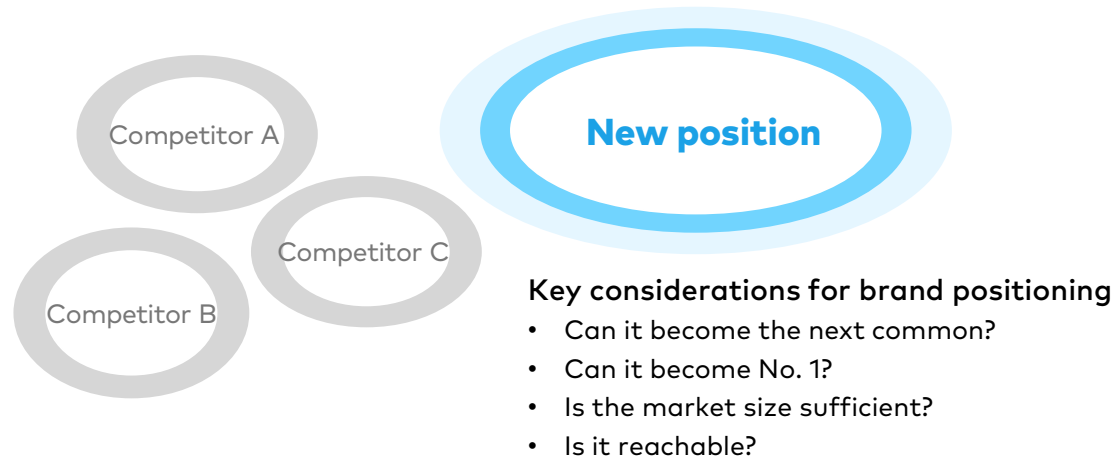 Competitor A
New position
Competitor C
Competitor B
Key considerations for brand positioning
• Can it become the next common?
• Can it become No. 1?
• Is the market size sufficient?
• Is it reachable?